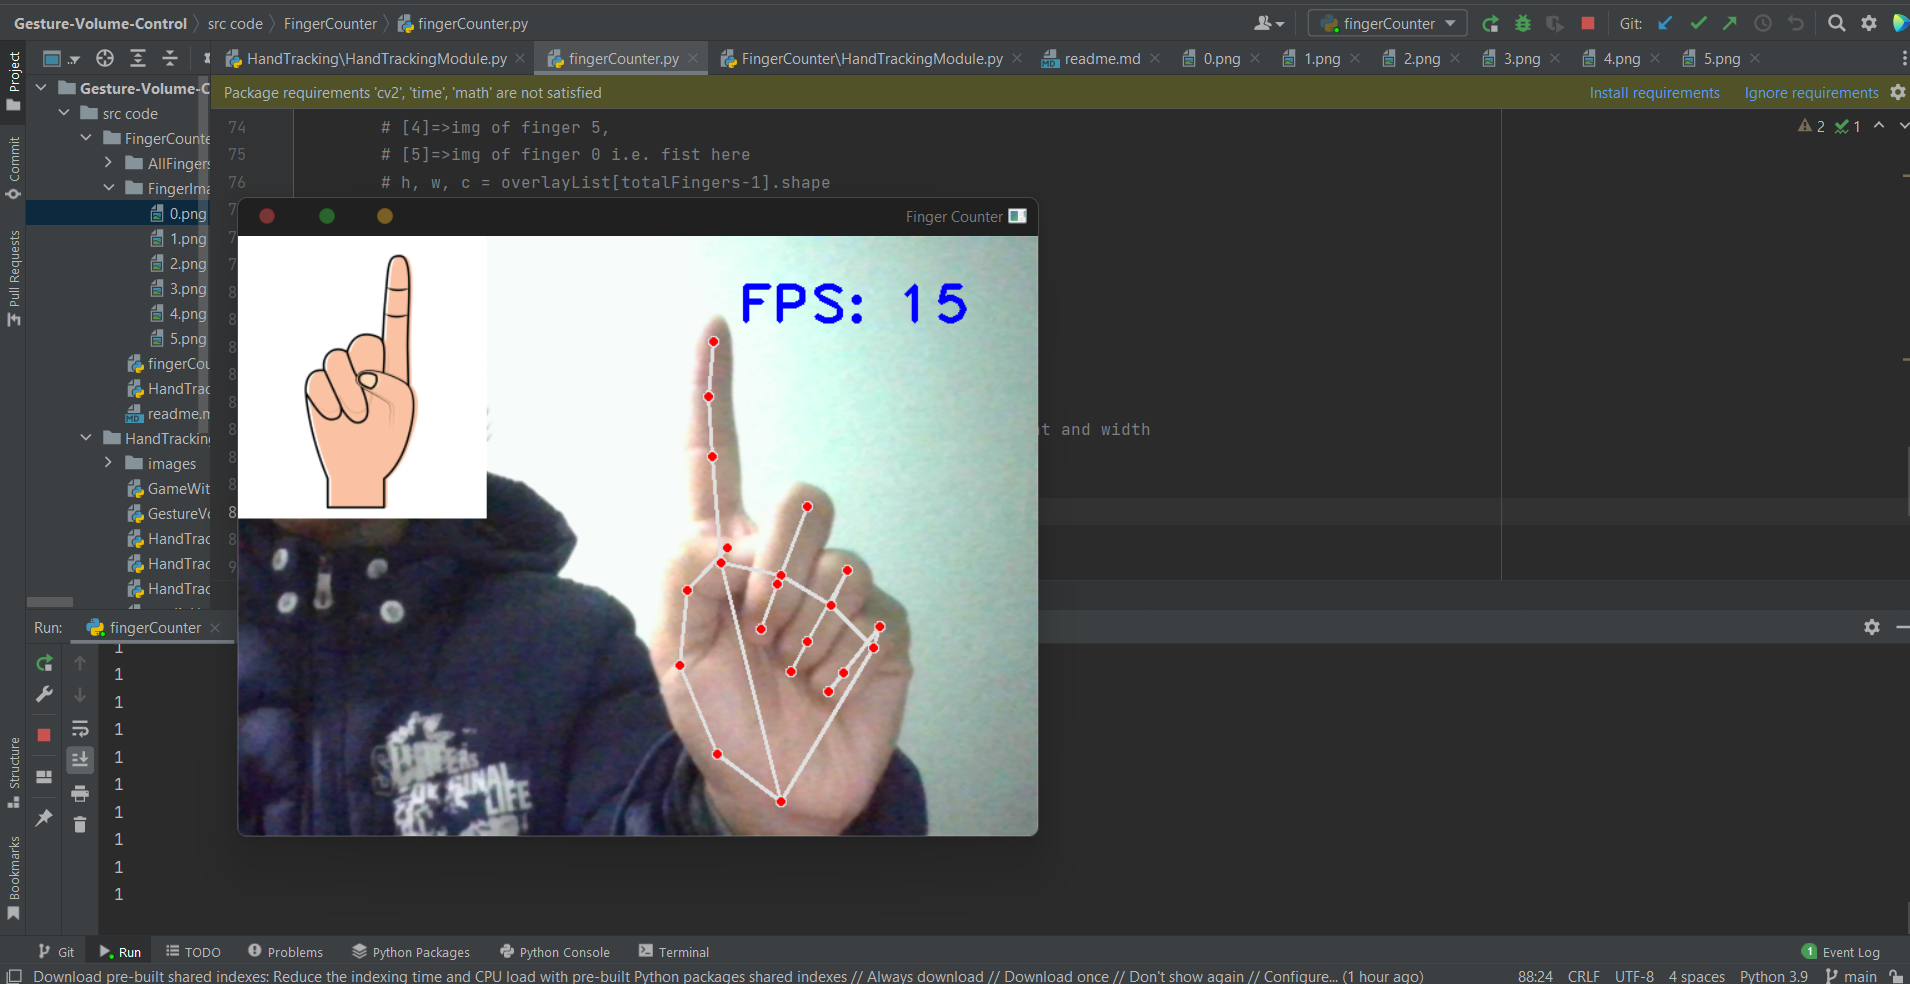 Gesture-Volume-Control
src code
FingerCounter
fingerCounter.py
fingerCounter
Git:
Project
HandTracking\HandTrackingModule.py
fingerCounter.py
FingerCounter\HandTrackingModule.py
readme.md
0.png
1.png
2.png
3.png
4.png
5.png
Package requirements 'cv2', 'time', 'math' are not satisfied
Install requirements
Ignore requirements
Gesture-Volume-C
src code
FingerCounte
AllFingers
FingerIma
0.png
1.png
2.png
3.png
4.png
5.png
fingerCou
HandTrac
readme.m
HandTracking
images
GameWit
GestureVo
HandTrac
HandTrac
HandTrac
Commit
Pull Requests
Structure
Bookmarks
74 # [4]=>img of finger 5,
75 # [5]=>img of finger 0 i.e. fist here
76 # h, w, c = overlayList[totalFingers-1].shape
2
1
t and width
Finger Counter
FPS: 15
LIFE
Run:
fingerCounter
1
1
1
1
1
1
1
1
1
1
Git
Run
TODO
Problems
Python Packages
Python Console
Terminal
1
Event Log
Download pre-built shared indexes: Reduce the indexing time and CPU load with pre-built Python packages shared indexes // Always download // Download once // Don't show again // Configure... (1 hour ago)
88:24
CRLF
UTF-8
4 spaces
Python 3.9
main